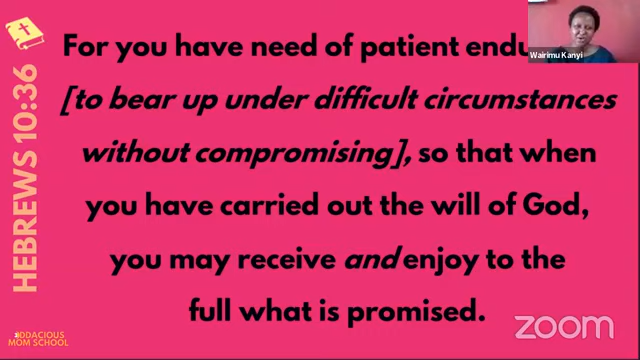 For you have need of patient endu
[to bear up under difficult circumstances
without compromising], so that when
you have carried out the will of God,
you may receive and enjoy to the
full what is promised.
HEBREWS 10:36
Wairimu Kanyi
MOM SCHOOL
zoom